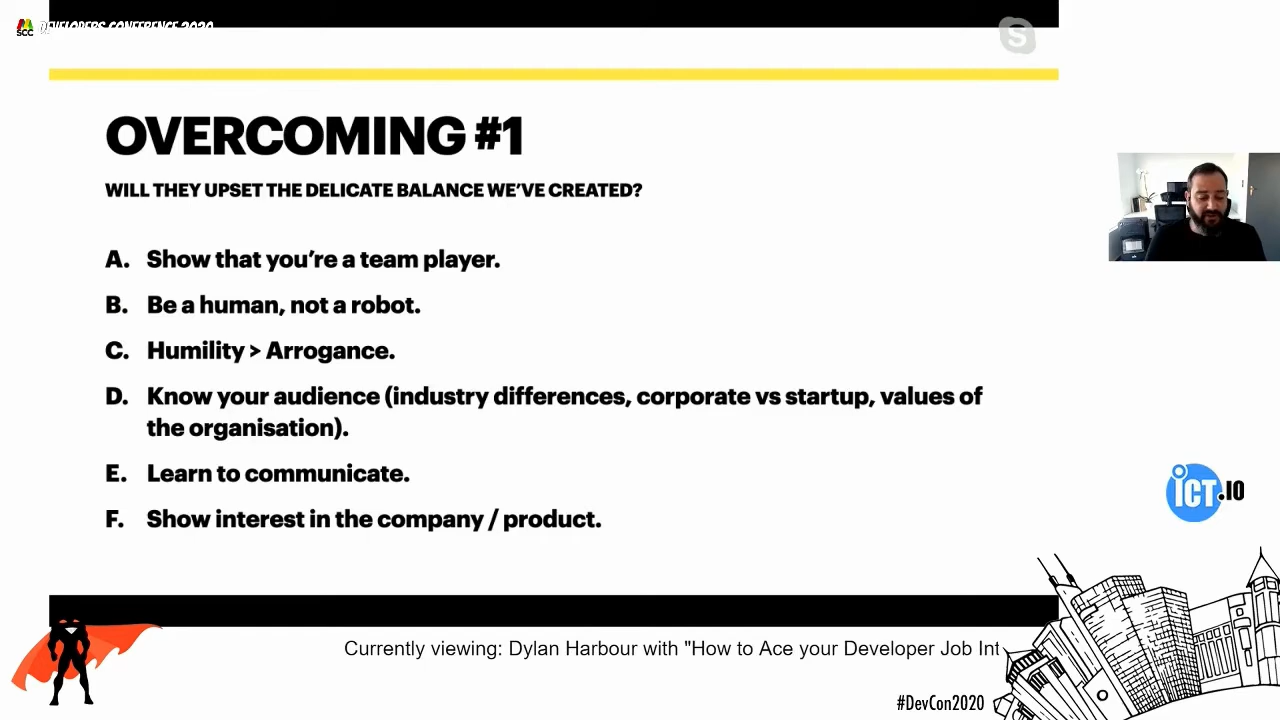 SCC DEVELOPERS CONFERENCE 2020
S
OVERCOMING #1
WILL THEY UPSET THE DELICATE BALANCE WE'VE CREATED?
A. Show that you're a team player.
B. Be a human, not a robot.
C. Humility > Arrogance.
D. Know your audience (industry differences, corporate vs startup, values of
the organisation).
E. Learn to communicate.
F. Show interest in the company / product.
ICT.IO
Currently viewing: Dylan Harbour with "How to Ace your Developer Job Int
#DevCon2020